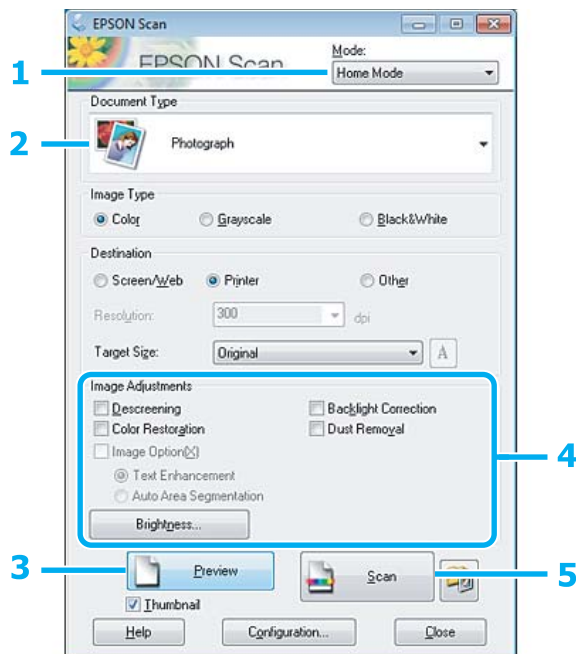 EPSON Scan
EPSON Scan
Mode:
1
Home Mode
Document Type
2
Photograph
Image Type
Color
Grayscale
Black&White
Destination
Screen/Web
Printer
Other
Resolution:
300
dpi
Target Size:
Original
A
Image Adjustments
Descreening
Backlight Correction
Color Restoration
Dust Removal
Image Option(X)
4
Text Enhancement
Auto Area Segmentation
Brightness...
3
Preview
Scan
5
Thumbnail
Help
Configuration...
Close